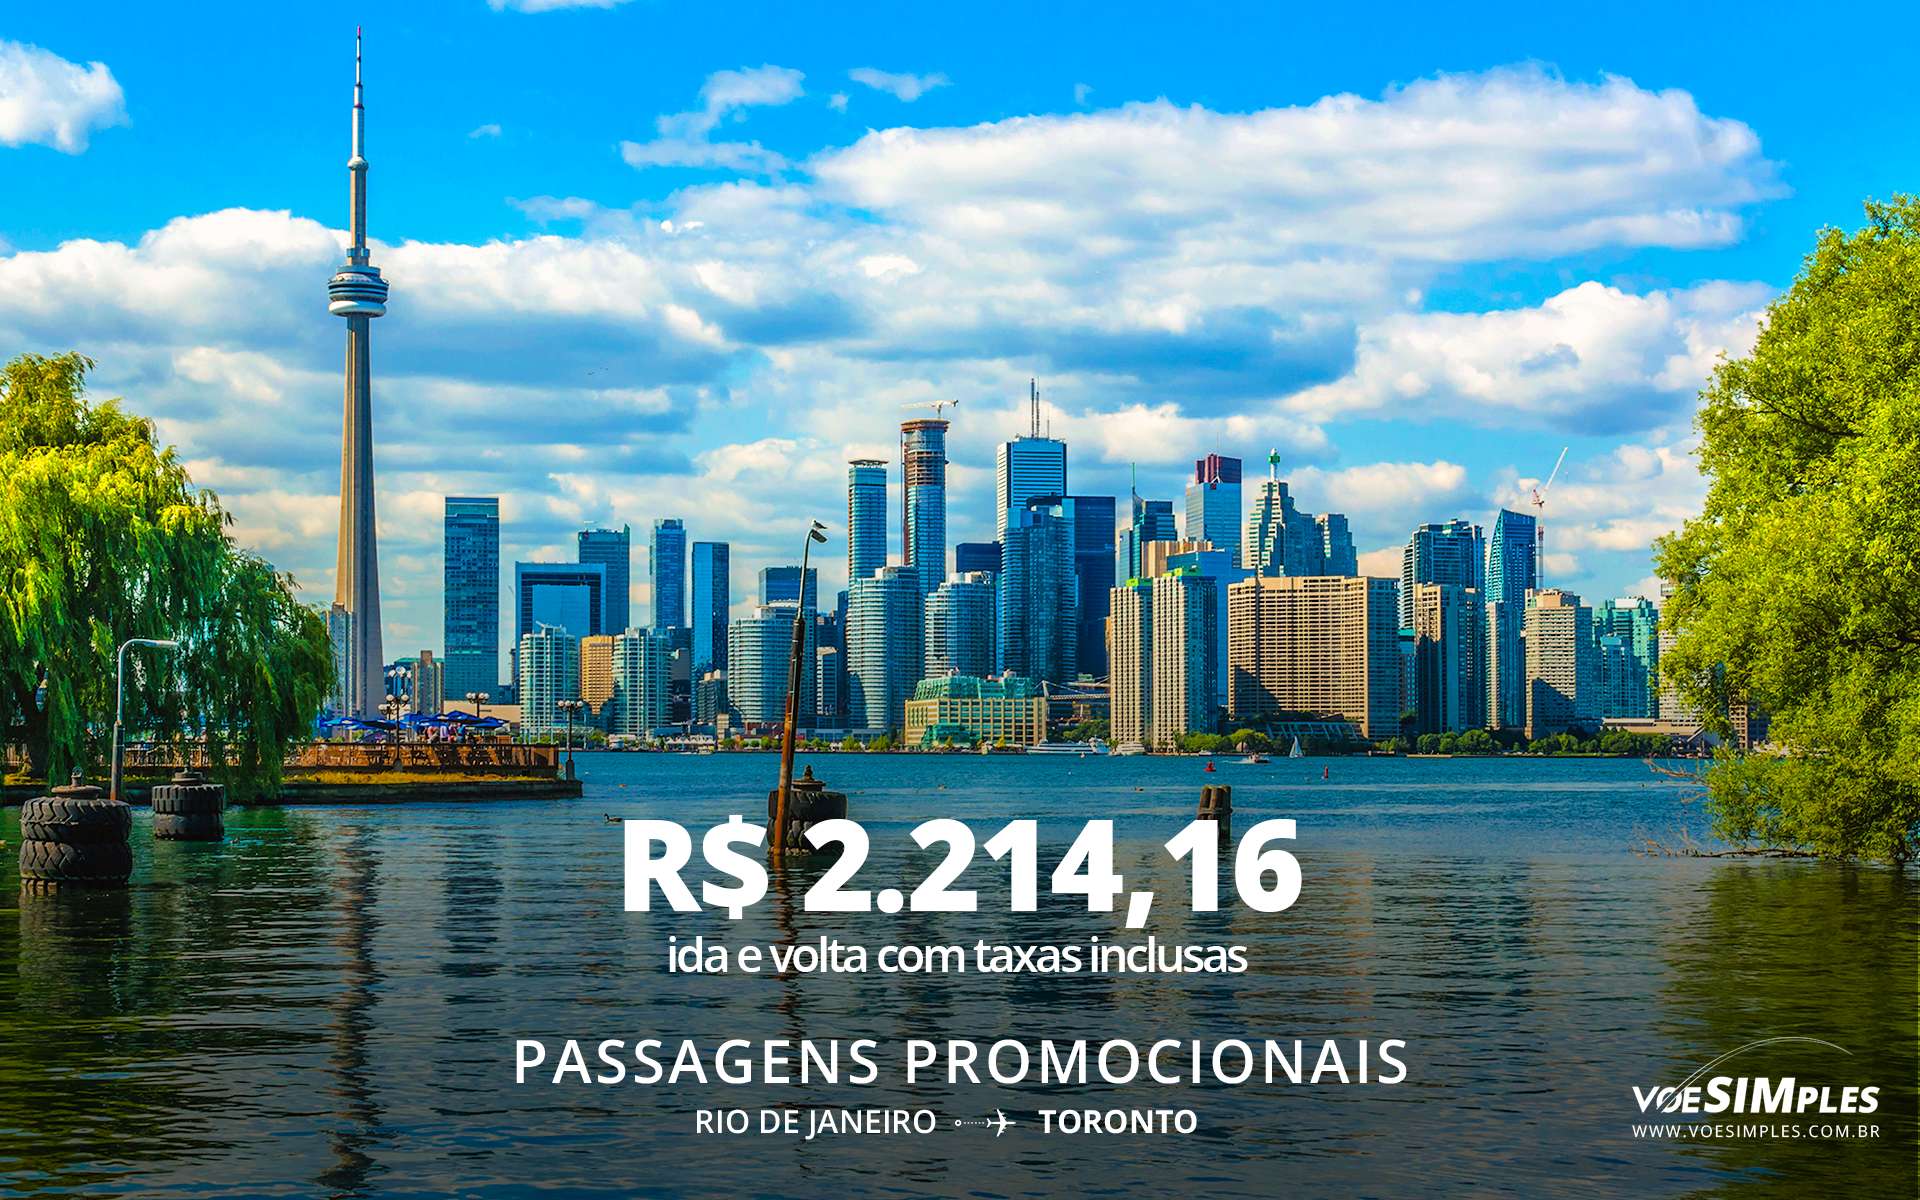 R$ 2.214,16
ida e volta com taxas inclusas
PASSAGENS PROMOCIONAIS
RIO DE JANEIRO TORONTO
VOESIMPLES
WWW.VOESIMPLES.COM.BR